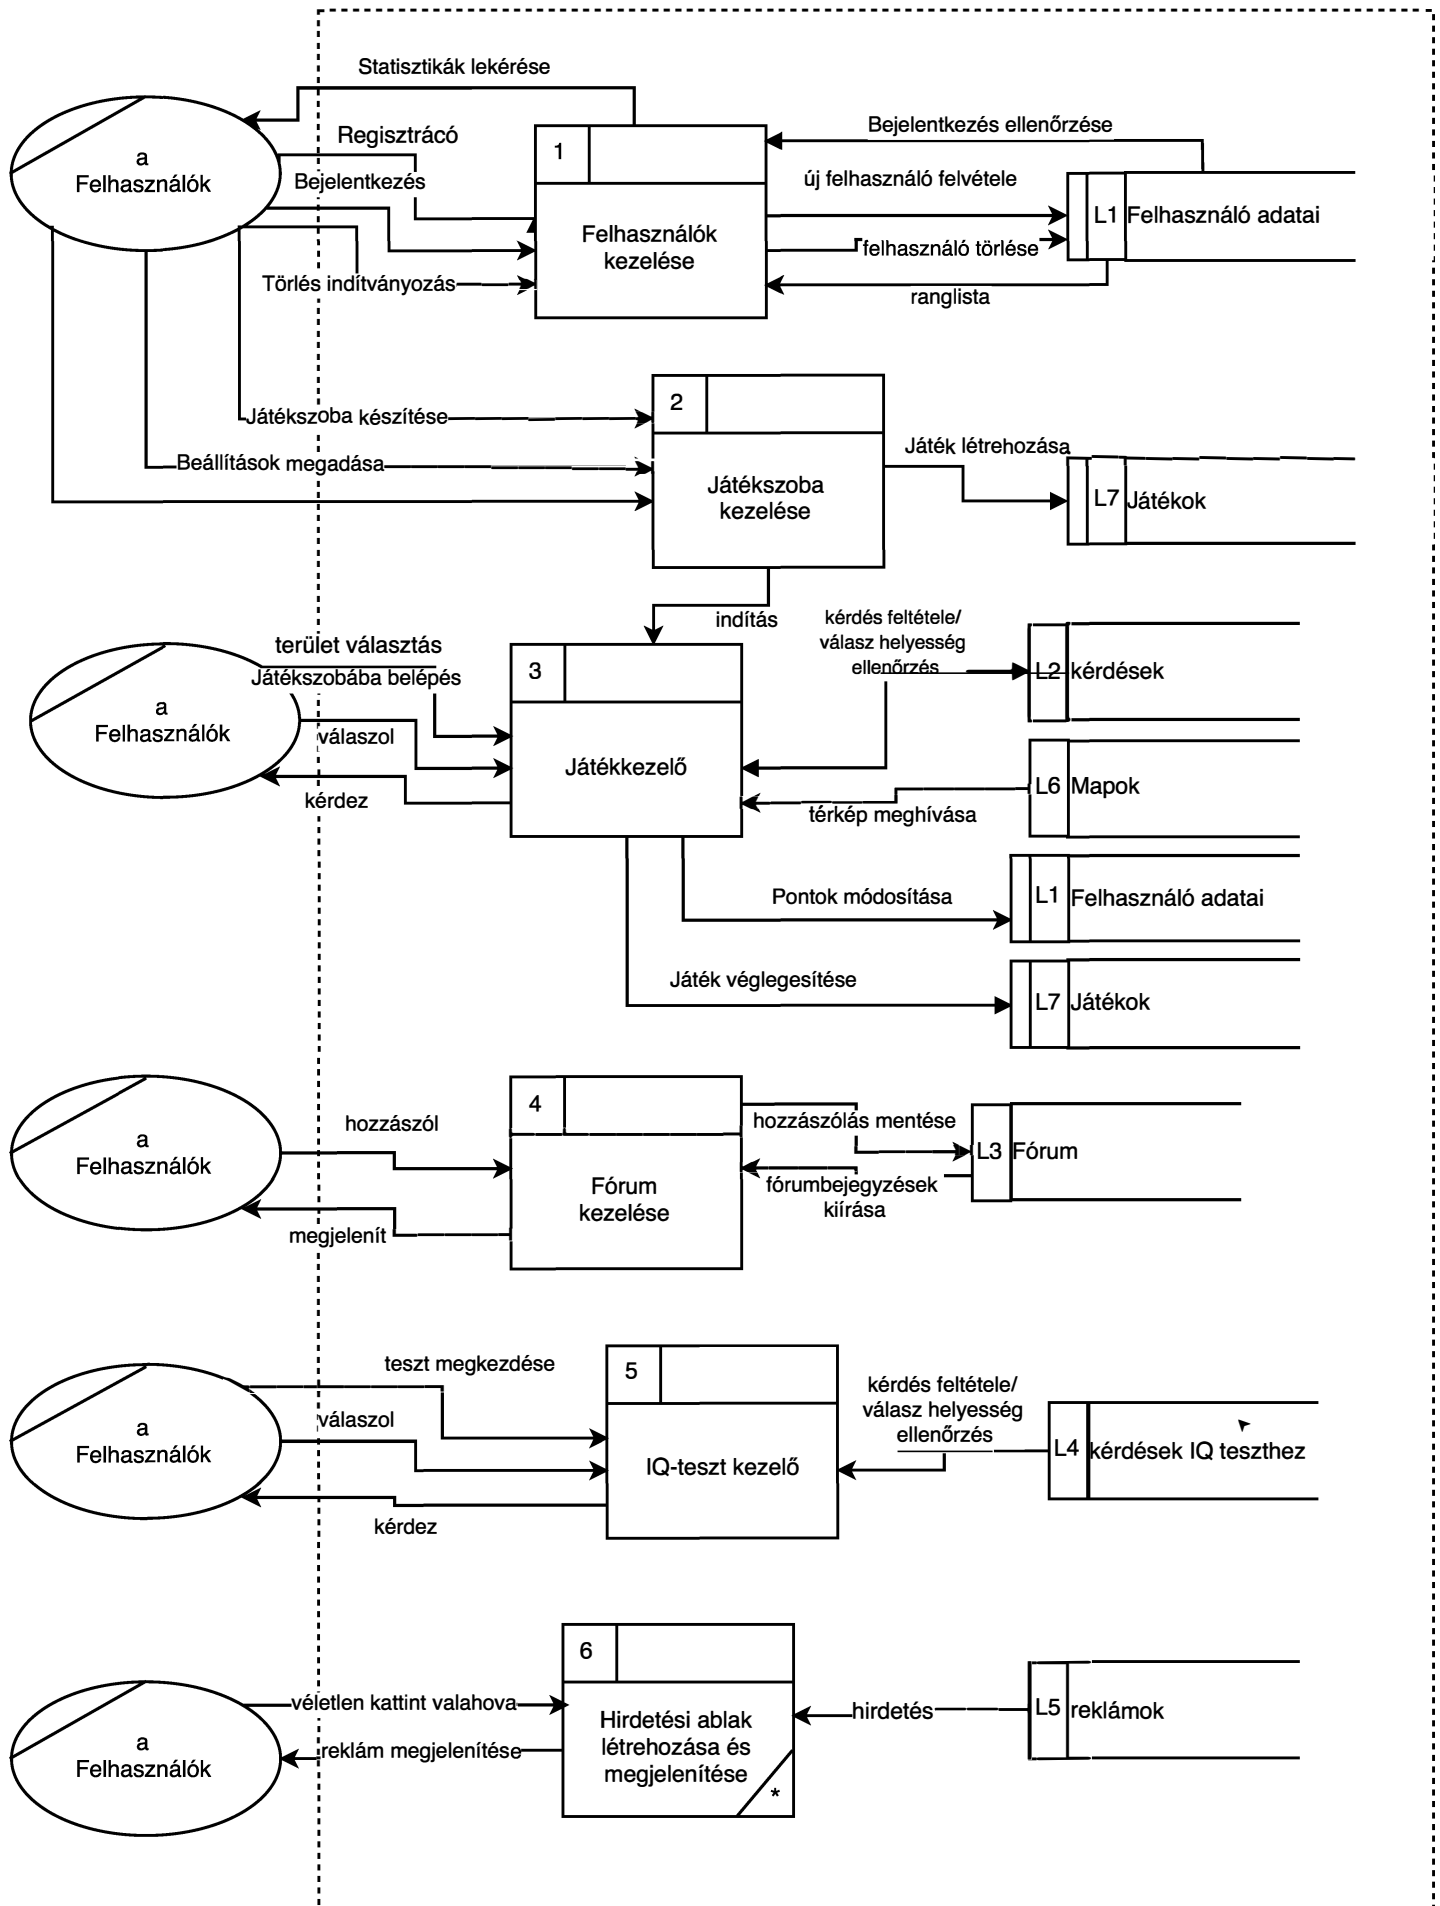 Statisztikák lekérése
a
Felhasználók
Regisztrácó
Bejelentkezés
Törlés indítványozás
1
Felhasználók
kezelése
Bejelentkezés ellenőrzése
új felhasználó felvétele
felhasználó törlése
ranglista
L1 Felhasználó adatai
Játékszoba készítése
Beállítások megadása
2
Játékszoba
kezelése
Játék létrehozása
L7 Játékok
indítás
a
Felhasználók
terület választás
Játékszobába belépés
válaszol
kérdez
3
Játékkezelő
kérdés feltétele/
válasz helyesség
ellenőrzés
L2 kérdések
térkép meghívása
L6 Mapok
Pontok módosítása
L1 Felhasználó adatai
Játék véglegesítése
L7 Játékok
a
Felhasználók
hozzászól
megjelenít
4
Fórum
kezelése
hozzászólás mentése
fórumbejegyzések
kiírása
L3 Fórum
a
Felhasználók
teszt megkezdése
válaszol
kérdez
5
IQ-teszt kezelő
kérdés feltétele/
válasz helyesség
ellenőrzés
L4 kérdések IQ teszthez
a
Felhasználók
véletlen kattint valahova
reklám megjelenítése
6
Hirdetési ablak
létrehozása és
megjelenítése
*
hirdetés
L5 reklámok